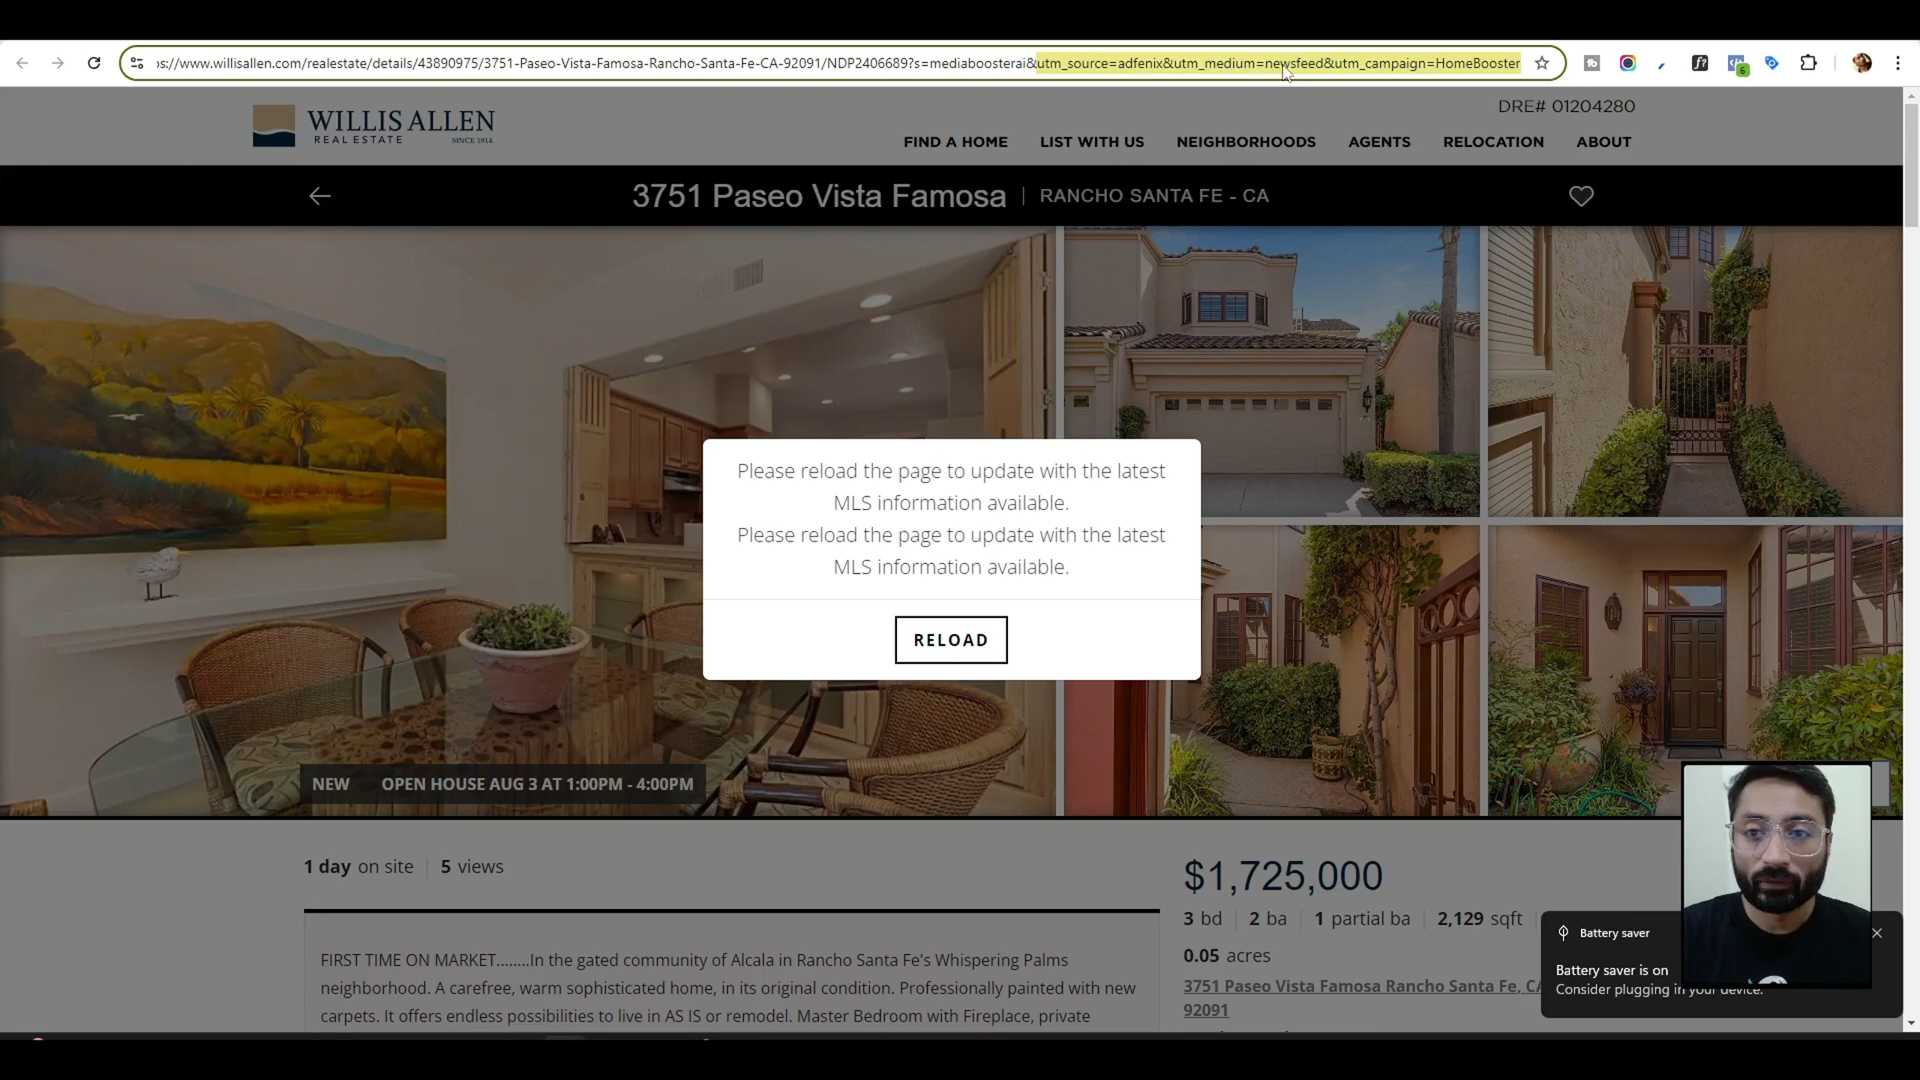 ɔs://www.willisallen.com/realestate/details/43890975/3751-Paseo-Vista-Famosa-Rancho-Santa-Fe-CA-92091/NDP2406689?s=mediaboosterai&utm_source=adfenix&utm_medium=newsfeed&utm_campaign=HomeBooster
6
WILLIS ALLEN
REAL ESTATE SINCE 1914.
DRE# 01204280
FIND A HOME LIST WITH US NEIGHBORHOODS AGENTS RELOCATION ABOUT
3751 Paseo Vista Famosa | RANCHO SANTA FE - CA
Please reload the page to update with the latest
MLS information available.
Please reload the page to update with the latest
MLS information available.
RELOAD
NEW OPEN HOUSE AUG 3 AT 1:00PM - 4:00PM
1 day on site | 5 views
$1,725,000
3 bd | 2 ba | 1 partial ba | 2,129 sqft
0.05 acres
3751 Paseo Vista Famosa Rancho Santa Fe, CA
92091
FIRST TIME ON MARKET........In the gated community of Alcala in Rancho Santa Fe's Whispering Palms
neighborhood. A carefree, warm sophisticated home, in its original condition. Professionally painted with new
carpets. It offers endless possibilities to live in AS IS or remodel. Master Bedroom with Fireplace, private
Battery saver
Battery saver is on
Consider plugging in your device.